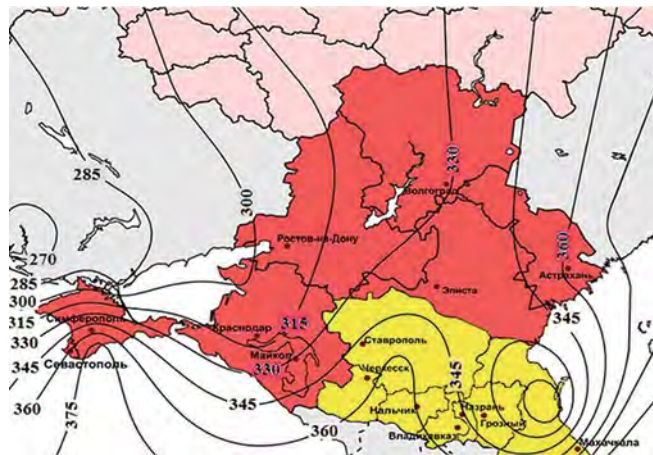 330
285
Волгоград
300
Ростов-на-Дону
360
270
Астрахань
285
Элиста
300
345
315
Симферополь
Краснодар
315
330
Ставрополь
Майкоп
345
Севастополь
330
Черкесск
345
360
345
375
Нальчик
Назрань
360
Грозный
Владикавказ
Махачкала